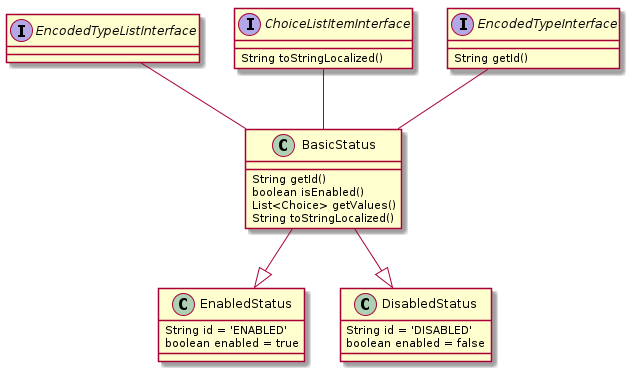 I EncodedTypeListInterface
I ChoiceListItemInterface
String toStringLocalized()
I EncodedTypeInterface
String getId()
C BasicStatus
String getId()
boolean isEnabled()
List<Choice> getValues()
String toStringLocalized()
C EnabledStatus
String id = 'ENABLED'
boolean enabled = true
C DisabledStatus
String id = 'DISABLED'
boolean enabled = false